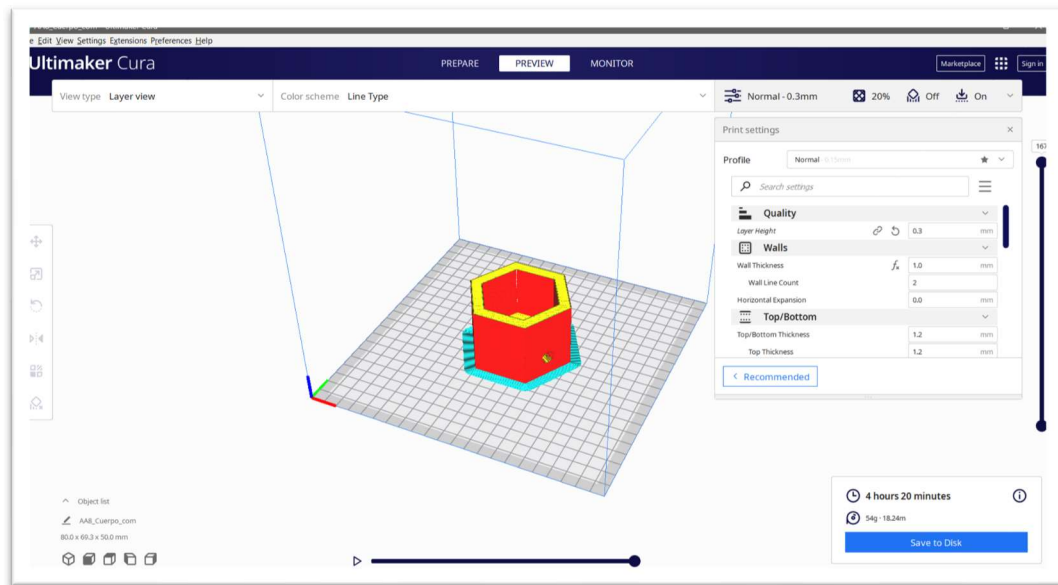 Edit View Settings Extensions Preferences Help
Ultimaker Cura
PREPARE PREVIEW MONITOR
Marketplace Sign in
View type Layer view
Color scheme Line Type
Normal - 0.3mm 20% Off On
Print settings
Profile Normal - 0.15mm
Search settings
Quality
Layer Height 0.3 mm
Walls
Wall Thickness 1.0 mm
Wall Line Count 2
Horizontal Expansion 0.0 mm
Top/Bottom
Top/Bottom Thickness 1.2 mm
Top Thickness 1.2 mm
Recommended
167
Object list
AA8_Cuerpo_com
80.0 x 69.3 x 50.0 mm
4 hours 20 minutes
54g · 18.24m
Save to Disk